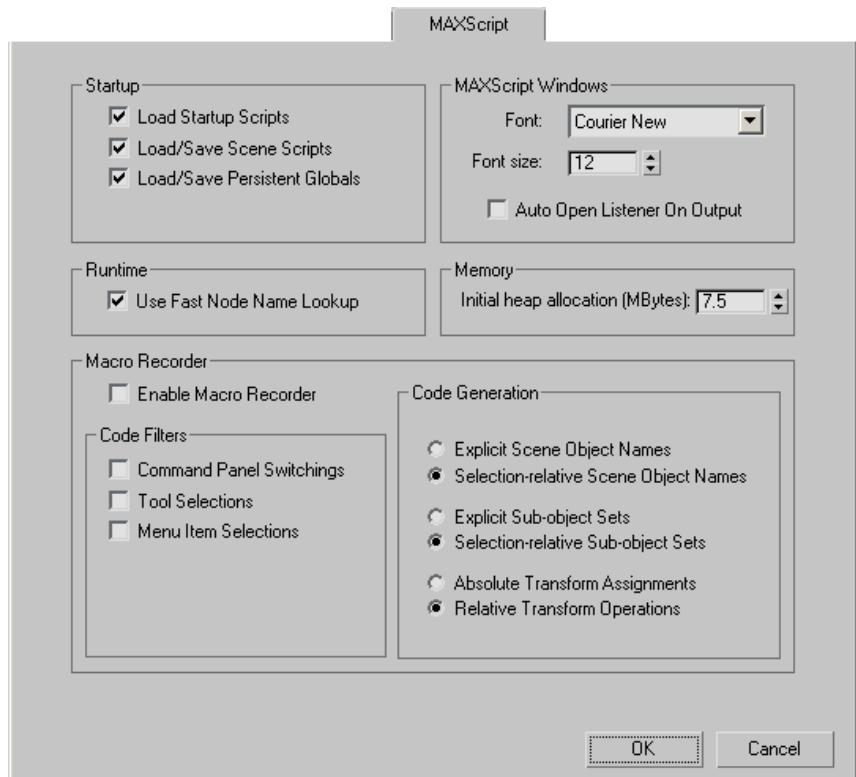 MAXScript
Startup
Load Startup Scripts
Load/Save Scene Scripts
Load/Save Persistent Globals
MAXScript Windows
Font: Courier New
Font size: 12
Auto Open Listener On Output
Runtime
Use Fast Node Name Lookup
Memory
Initial heap allocation (MBytes): 7.5
Macro Recorder
Enable Macro Recorder
Code Filters
Command Panel Switchings
Tool Selections
Menu Item Selections
Code Generation
Explicit Scene Object Names
Selection-relative Scene Object Names
Explicit Sub-object Sets
Selection-relative Sub-object Sets
Absolute Transform Assignments
Relative Transform Operations
OK
Cancel